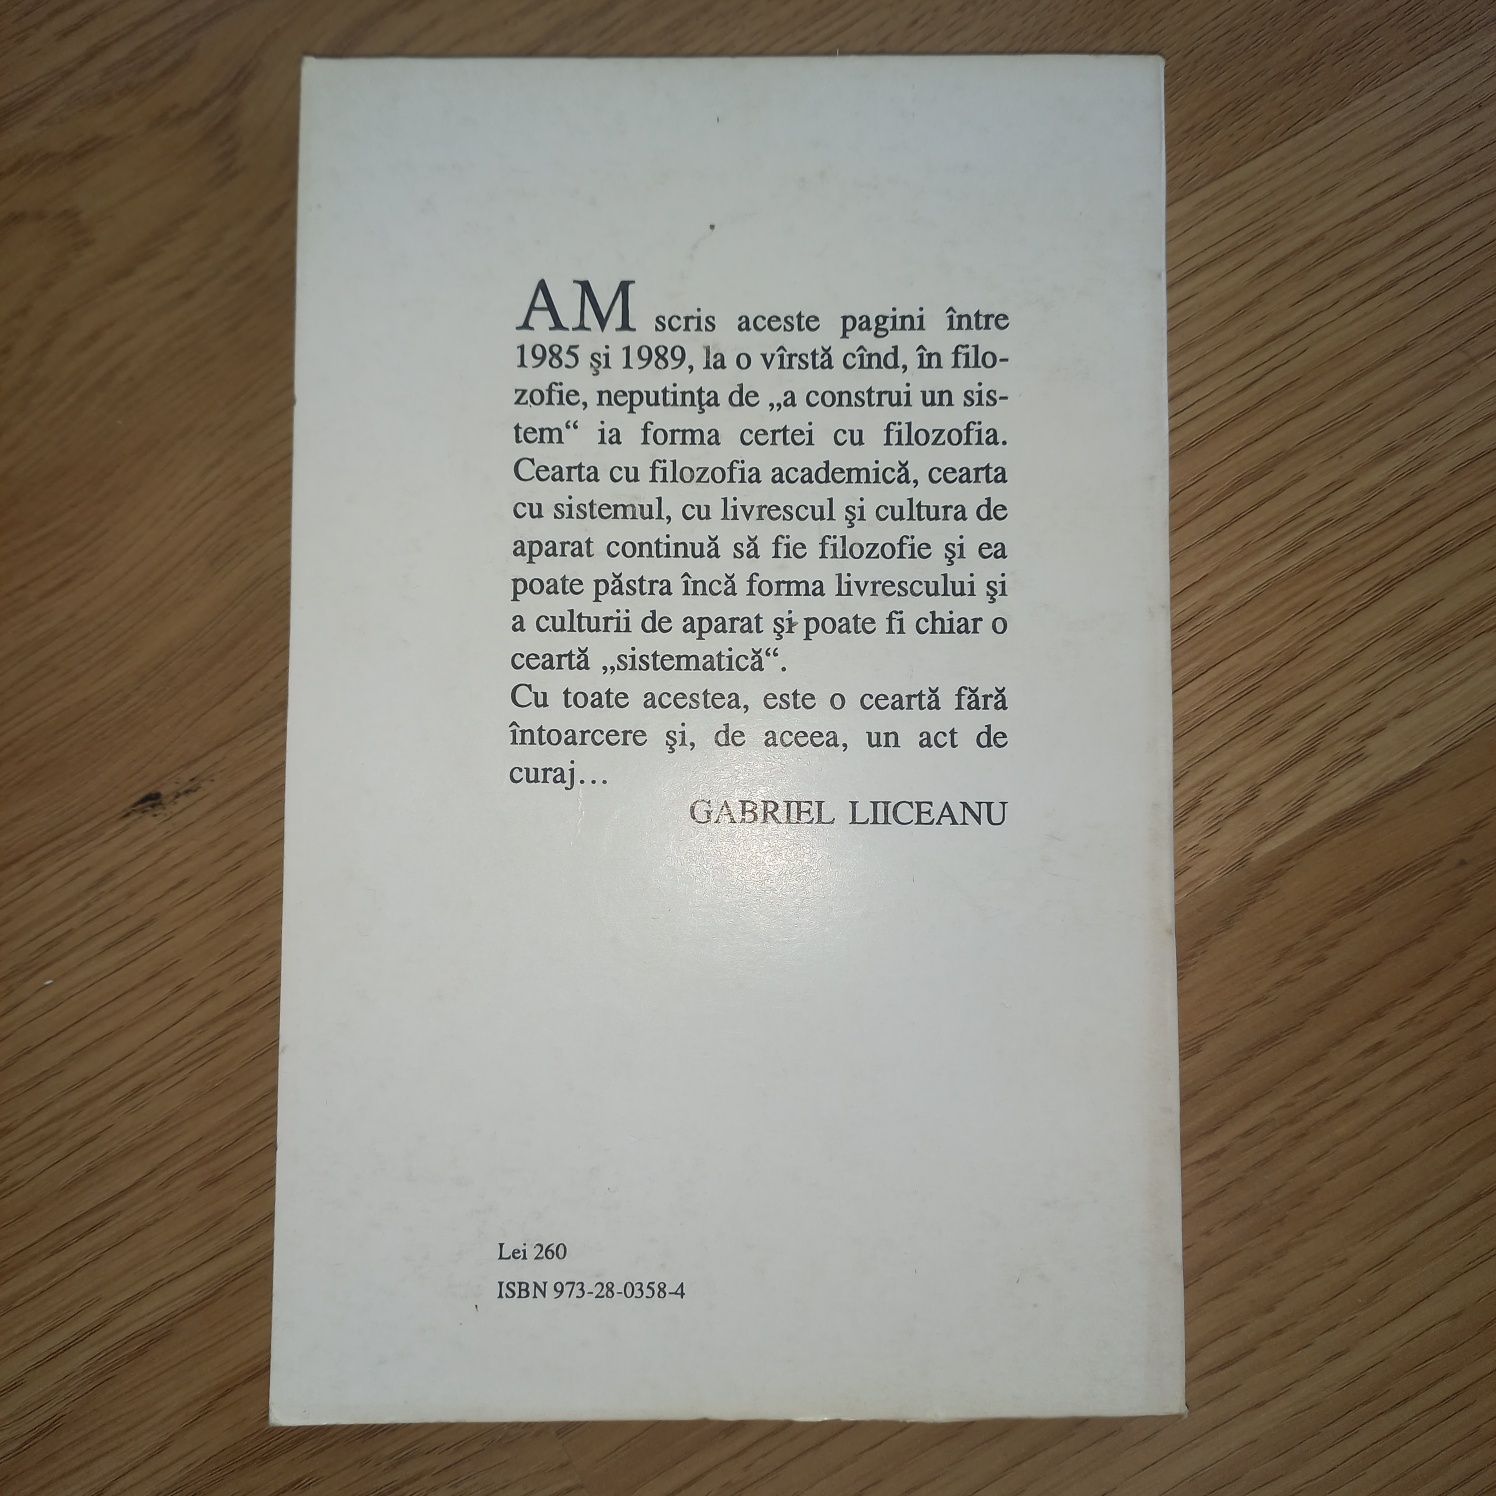 AM scris aceste pagini între
1985 şi 1989, la o vîrstă cînd, în filo-
zofie, neputinţa de „a construi un sis-
tem“ ia forma certei cu filozofia.
Cearta cu filozofia academică, cearta
cu sistemul, cu livrescul şi cultura de
aparat continuă să fie filozofie şi ea
poate păstra încă forma livrescului şi
a culturii de aparat şi poate fi chiar o
ceartă „sistematică“.
Cu toate acestea, este o ceartă fără
întoarcere şi, de aceea, un act de
curaj...
GABRIEL LIICEANU
Lei 260
ISBN 973-28-0358-4